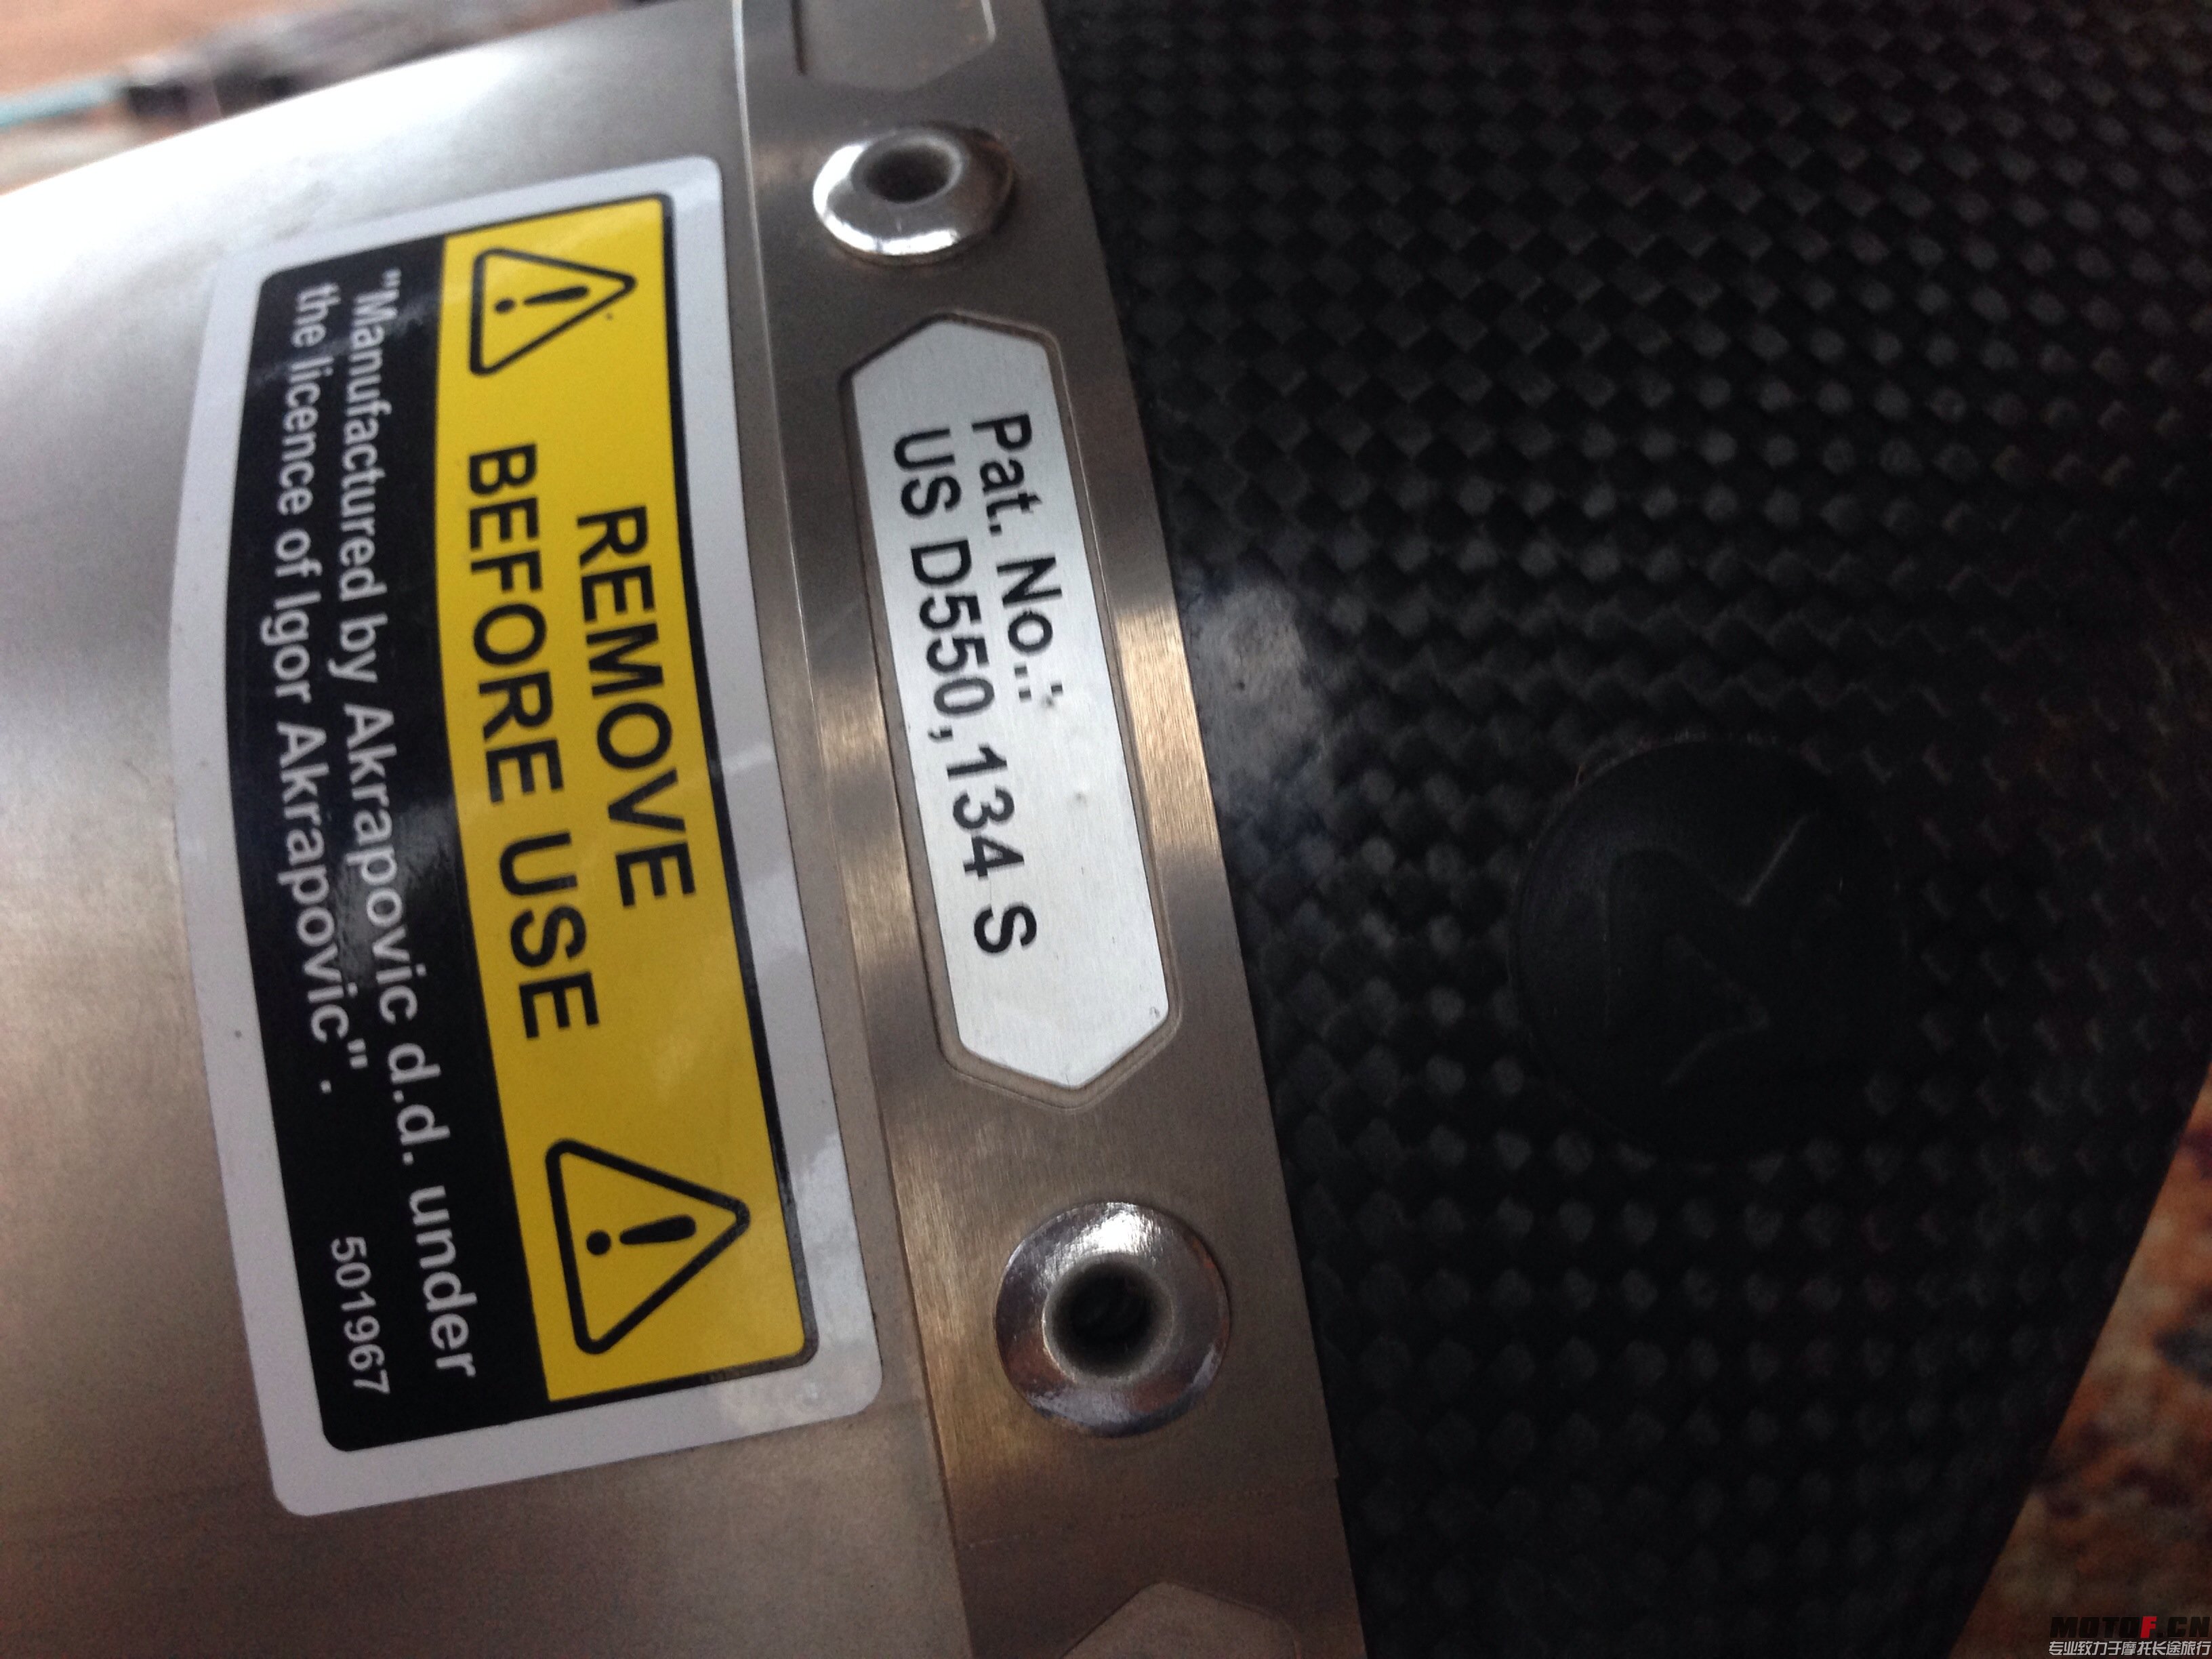 REMOVE
BEFORE USE
"Manufactured by Akrapovic d.d. under
the licence of Igor Akrapovic" .
501967
Pat. No.:
US D550,134 S
MOTOF.CN
专业致力于摩托长途旅行